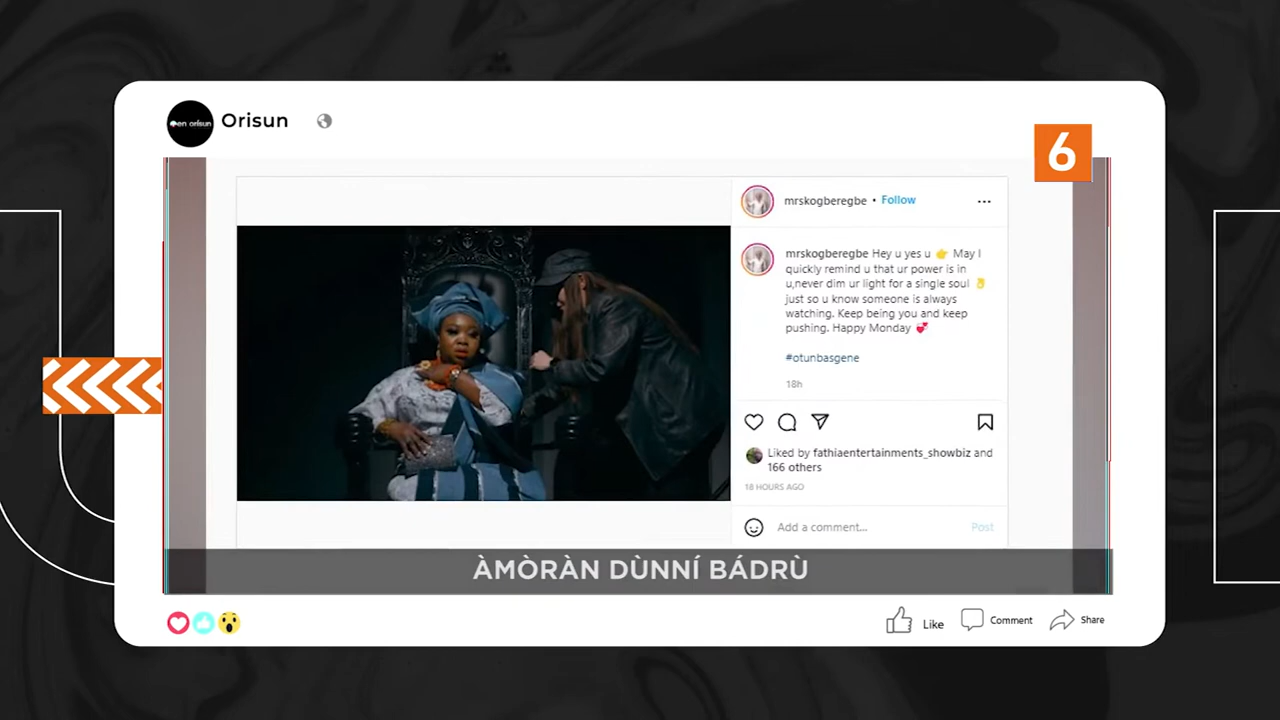 en orisun
Orisun
6
mrskogberegbe • Follow
mrskogberegbe Hey u yes u 👉 May I
quickly remind u that ur power is in
u,never dim ur light for a single soul 👌
just so u know someone is always
watching. Keep being you and keep
pushing. Happy Monday 💞
#otunbasgene
18h
Liked by fathiaentertainments_showbiz and
166 others
18 HOURS AGO
Add a comment...
Post
ÀMÒRÀN DÙNNÍ BÁDRÙ
Like
Comment
Share